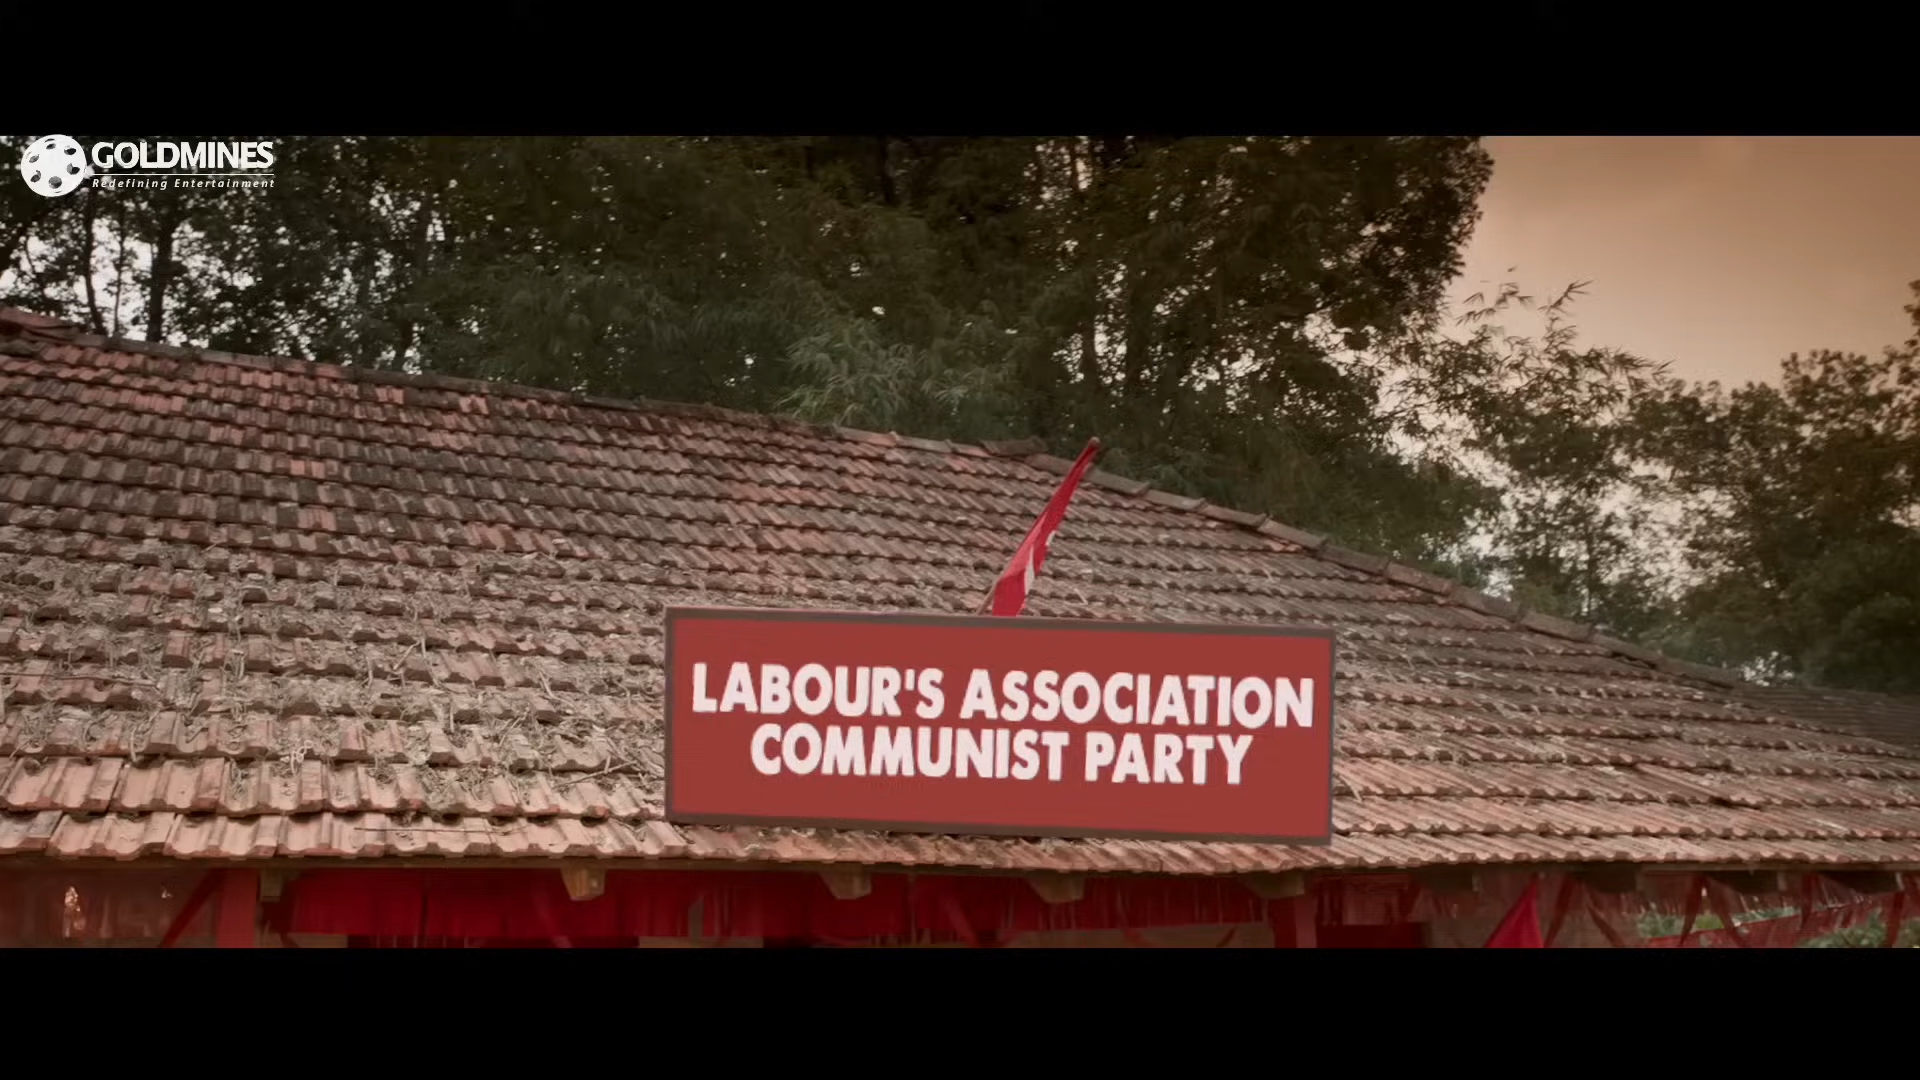 GOLDMINES
Redefining Entertainment
LABOUR'S ASSOCIATION
COMMUNIST PARTY